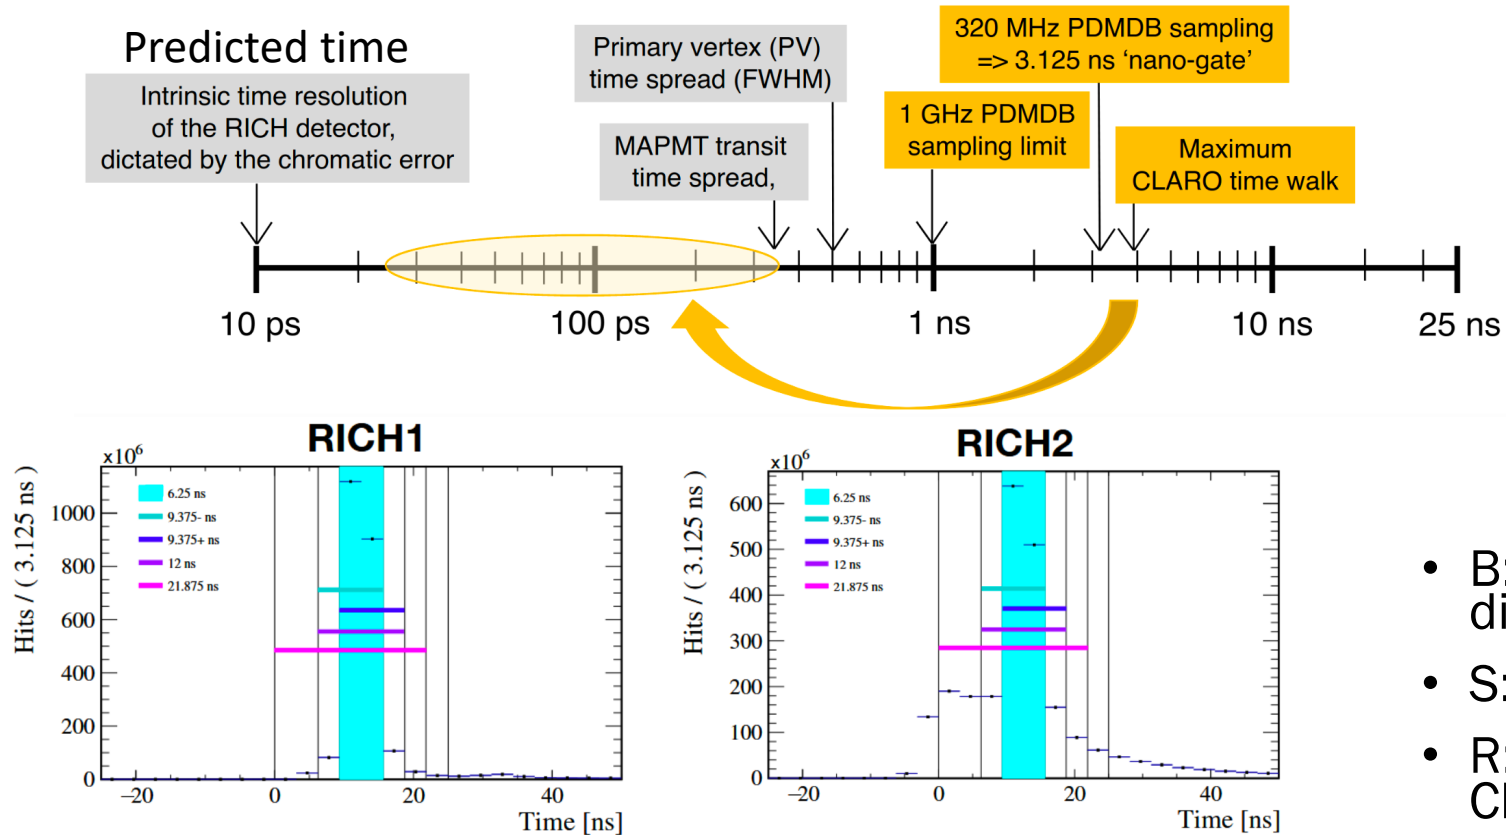 Predicted time
Intrinsic time resolution
of the RICH detector,
dictated by the chromatic error
Primary vertex (PV)
time spread (FWHM)
MAPMT transit
time spread,
320 MHz PDMDB sampling
=> 3.125 ns ‘nano-gate’
1 GHz PDMDB
sampling limit
Maximum
CLARO time walk
10 ps
100 ps
1 ns
10 ns
25 ns
RICH1
×10⁶
Hits / ( 3.125 ns )
1000
800
600
400
200
0
6.25 ns
9.375- ns
9.375+ ns
12 ns
21.875 ns
−20
0
20
40
Time [ns]
RICH2
×10⁶
Hits / ( 3.125 ns )
600
500
400
300
200
100
0
6.25 ns
9.375- ns
9.375+ ns
12 ns
21.875 ns
−20
0
20
40
Time [ns]
• B:
di
• S:
• R: